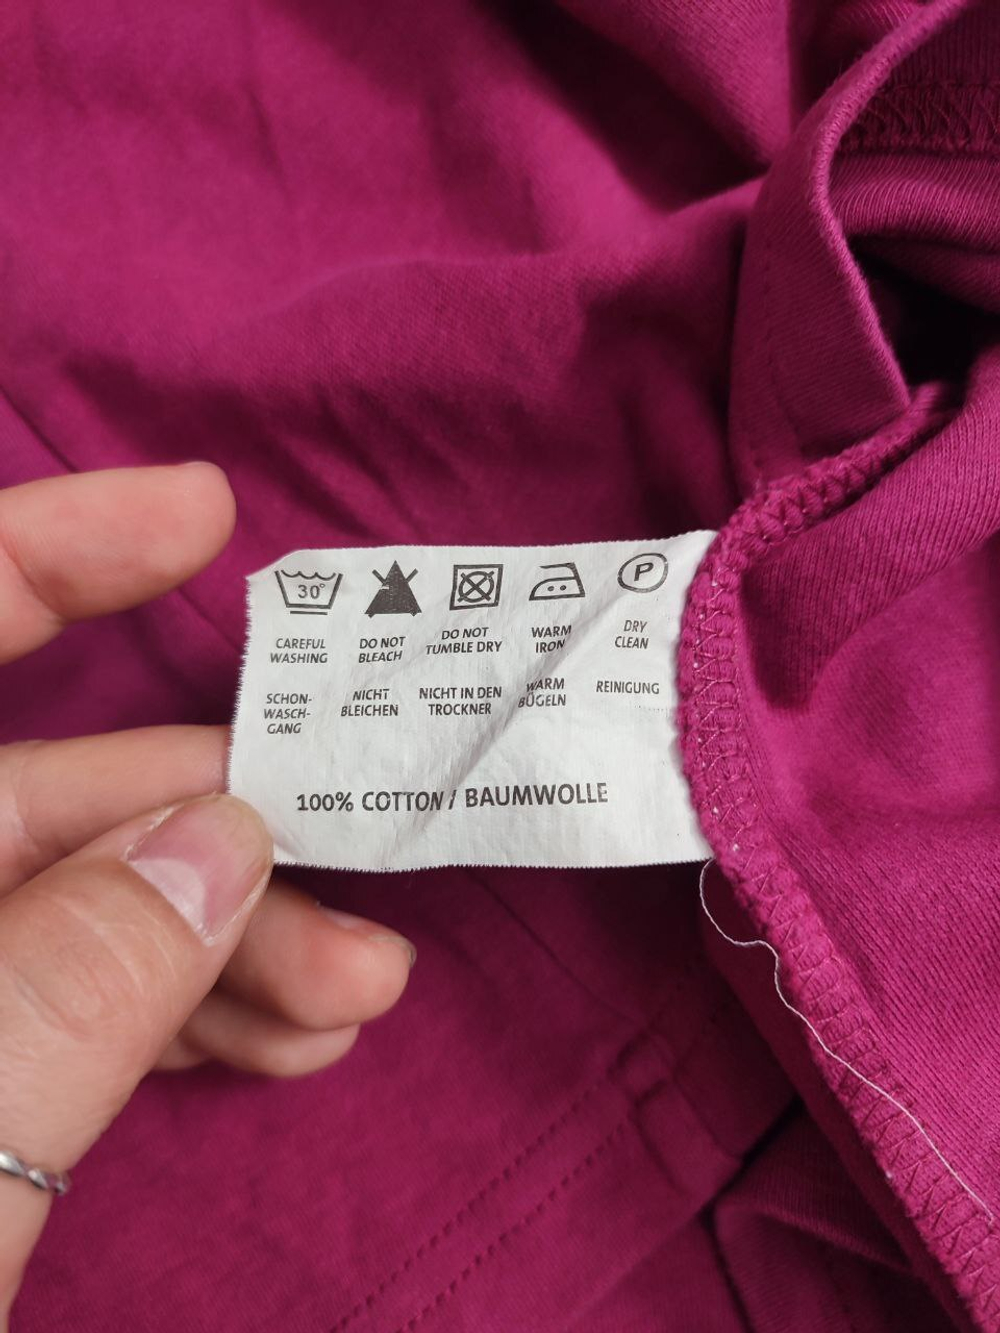 30° P
CAREFUL WASHING
DO NOT BLEACH
DO NOT TUMBLE DRY
WARM IRON
DRY CLEAN
SCHON-
WASCH-
GANG
NICHT
BLEICHEN
NICHT IN DEN
TROCKNER
WARM
BÜGELN
REINIGUNG
100% COTTON / BAUMWOLLE